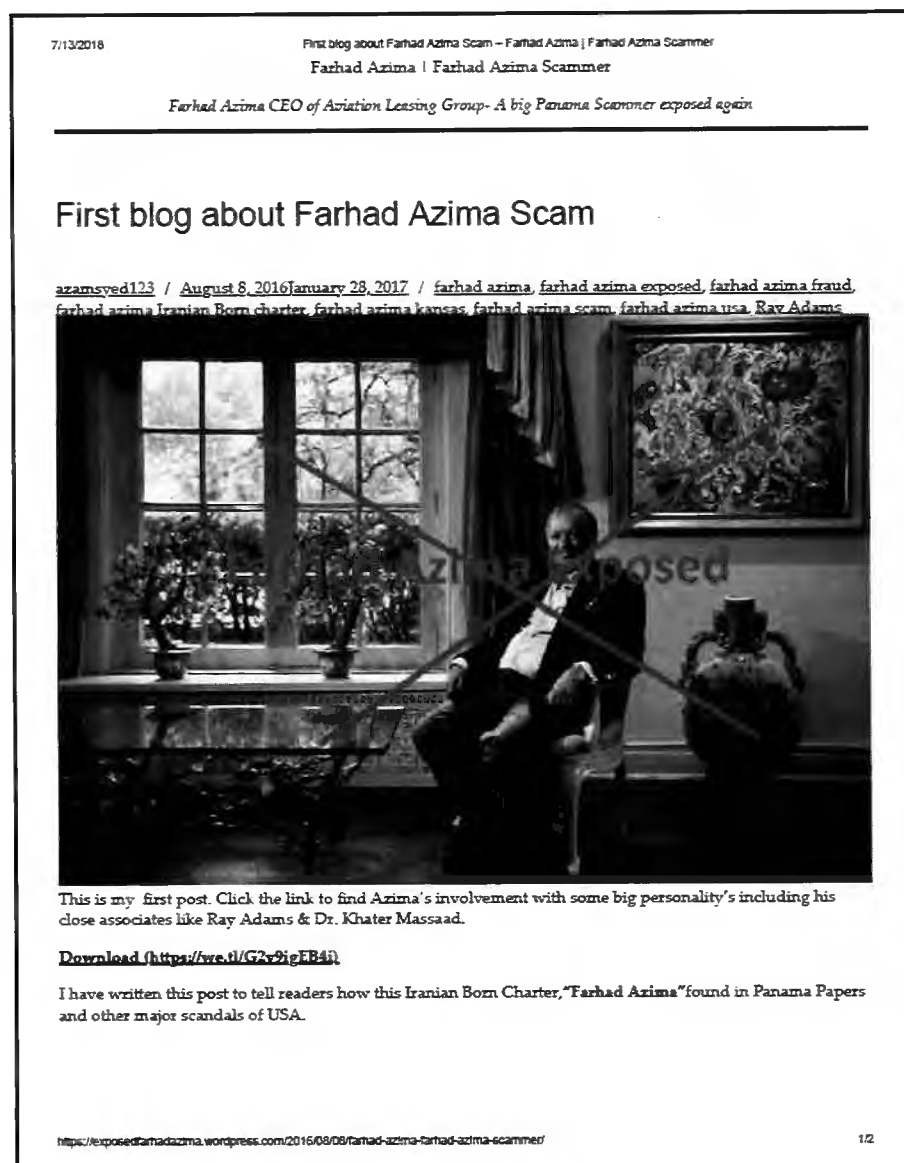 7/13/2018 First blog about Farhad Azima Scam – Farhad Azima | Farhad Azima Scammer
Farhad Azima | Farhad Azima Scammer
Farhad Azima CEO of Aviation Leasing Group- A big Panama Scammer exposed again
First blog about Farhad Azima Scam
azamsyed123 / August 8, 2016January 28, 2017 / farhad azima, farhad azima exposed, farhad azima fraud,
farhad azima Iranian Born charter, farhad azima kansas, farhad azima scam, farhad azima usa, Ray Adams
Azima exposed
This is my first post. Click the link to find Azima's involvement with some big personality's including his
close associates like Ray Adams & Dr. Khater Massaad.
Download (https://we.tl/G2v9igEB4i)
I have written this post to tell readers how this Iranian Born Charter,"Farhad Azima"found in Panama Papers
and other major scandals of USA.
https://exposedfarhadazima.wordpress.com/2016/08/08/farhad-azima-farhad-azima-scammer/ 1/2